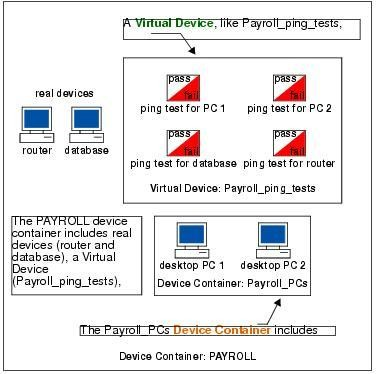 A Virtual Device, like Payroll_ping_tests,
real devices
router
database
pass
fail
ping test for PC 1
pass
fail
ping test for PC 2
pass
fail
ping test for database
pass
fail
ping test for router
Virtual Device: Payroll_ping_tests
The PAYROLL device
container includes real
devices (router and
database), a Virtual
Device
(Payroll_ping_tests),
desktop PC 1
desktop PC 2
Device Container: Payroll_PCs
The Payroll_PCs Device Container includes
Device Container: PAYROLL